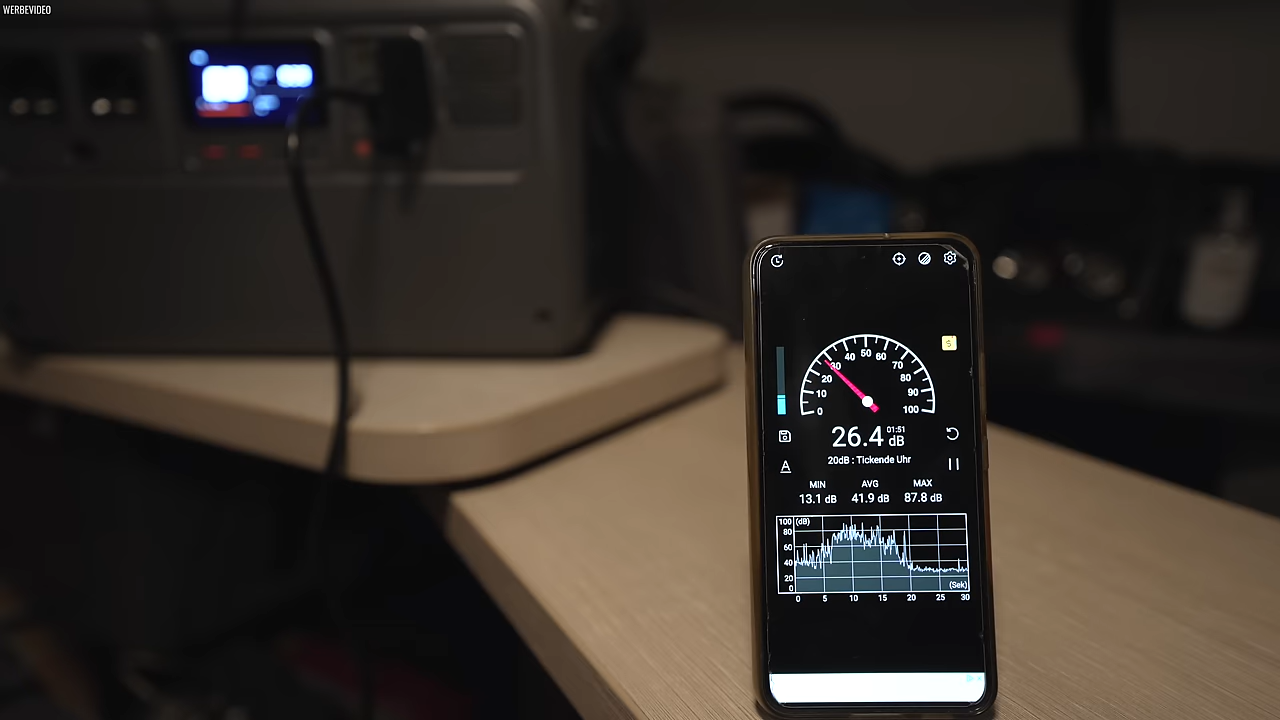 WERBEVIDEO
0 10 20 30 40 50 60 70 80 90 100
26.4 dB
01:51
20dB : Tickende Uhr
A
MIN AVG MAX
13.1 dB 41.9 dB 87.8 dB
100 (dB)
80
60
40
20
0
(Sek)
0 5 10 15 20 25 30